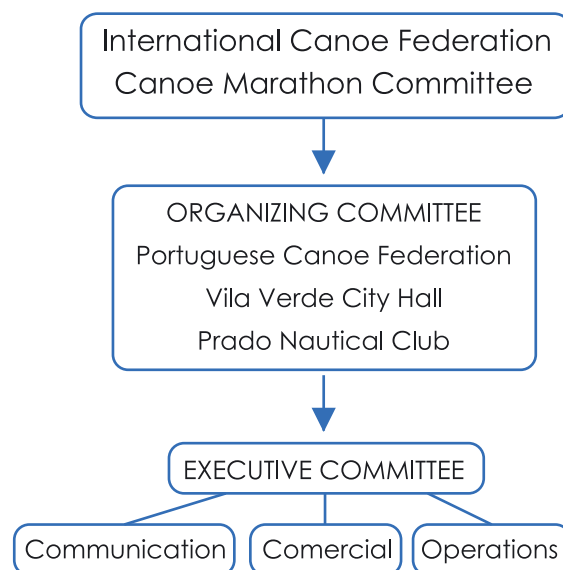 International Canoe Federation
Canoe Marathon Committee
ORGANIZING COMMITTEE
Portuguese Canoe Federation
Vila Verde City Hall
Prado Nautical Club
EXECUTIVE COMMITTEE
Communication
Comercial
Operations